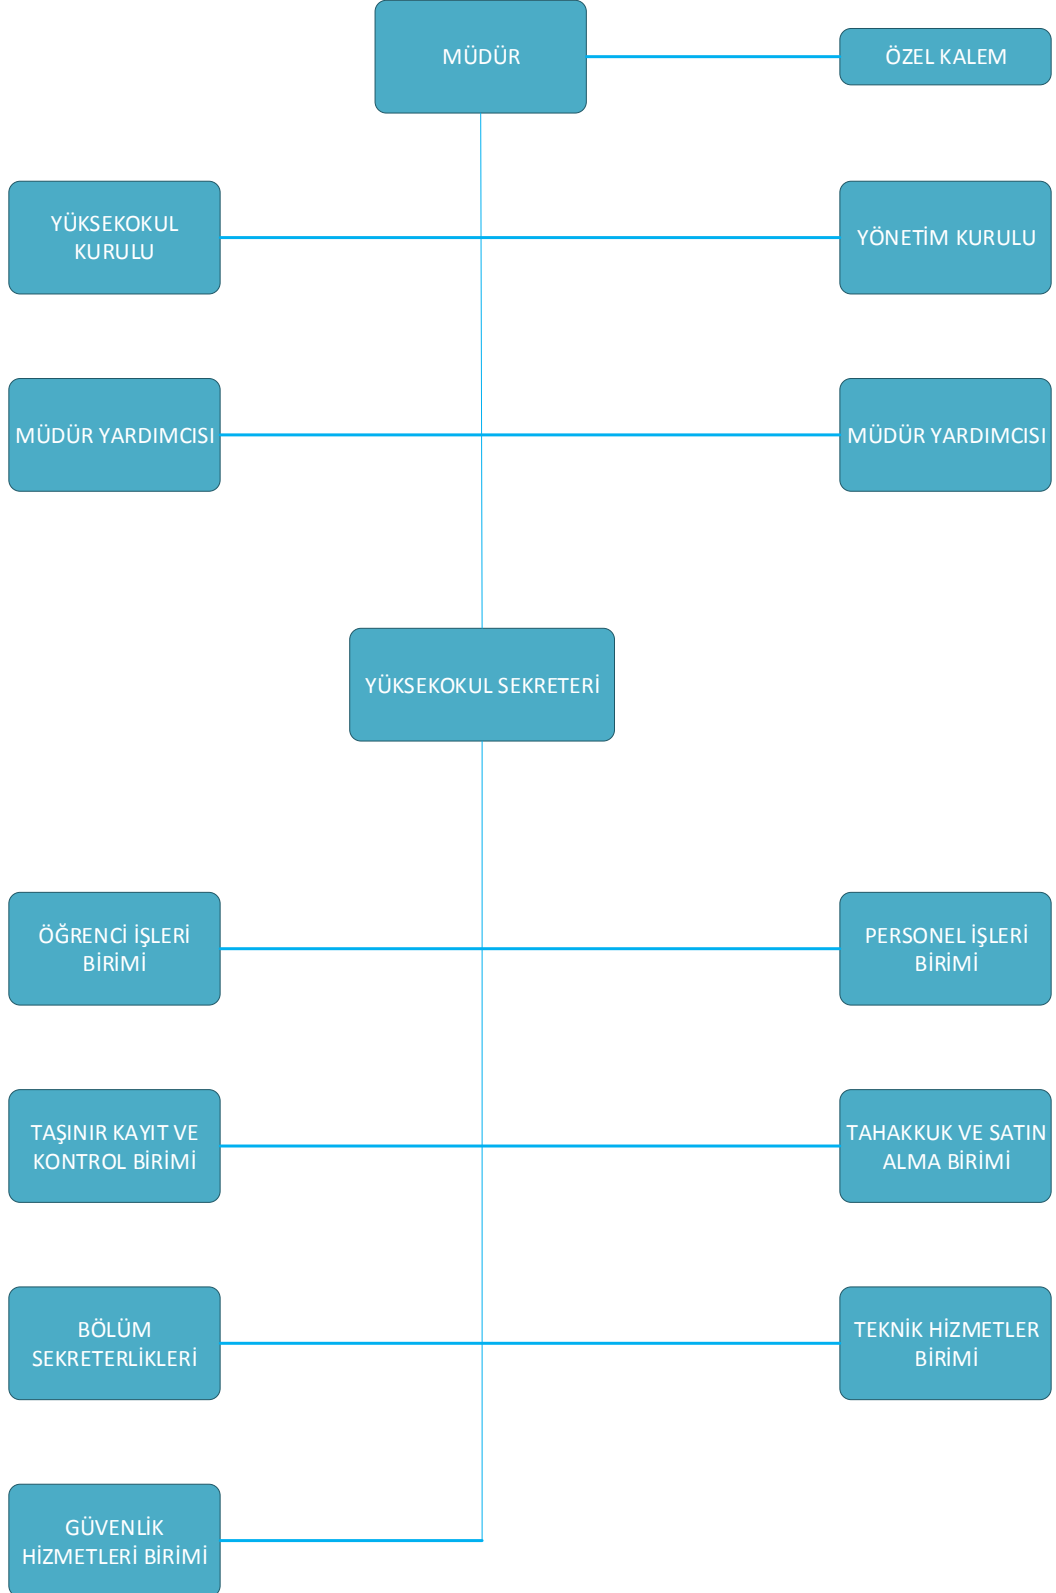 MÜDÜR
ÖZEL KALEM
YÜKSEKOKUL
KURULU
YÖNETİM KURULU
MÜDÜR YARDIMCISI
MÜDÜR YARDIMCISI
YÜKSEKOKUL SEKRETERİ
ÖĞRENCİ İŞLERİ
BİRİMİ
PERSONEL İŞLERİ
BİRİMİ
TAŞINIR KAYIT VE
KONTROL BİRİMİ
TAHAKKUK VE SATIN
ALMA BİRİMİ
BÖLÜM
SEKRETERLİKLERİ
TEKNİK HİZMETLER
BİRİMİ
GÜVENLİK
HİZMETLERİ BİRİMİ